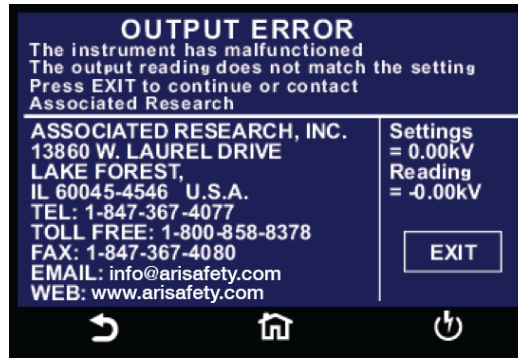 OUTPUT ERROR
The instrument has malfunctioned
The output reading does not match the setting
Press EXIT to continue or contact
Associated Research
ASSOCIATED RESEARCH, INC.
13860 W. LAUREL DRIVE
LAKE FOREST,
IL 60045-4546 U.S.A.
TEL: 1-847-367-4077
TOLL FREE: 1-800-858-8378
FAX: 1-847-367-4080
EMAIL: info@arisafety.com
WEB: www.arisafety.com
Settings
= 0.00kV
Reading
= -0.00kV
EXIT